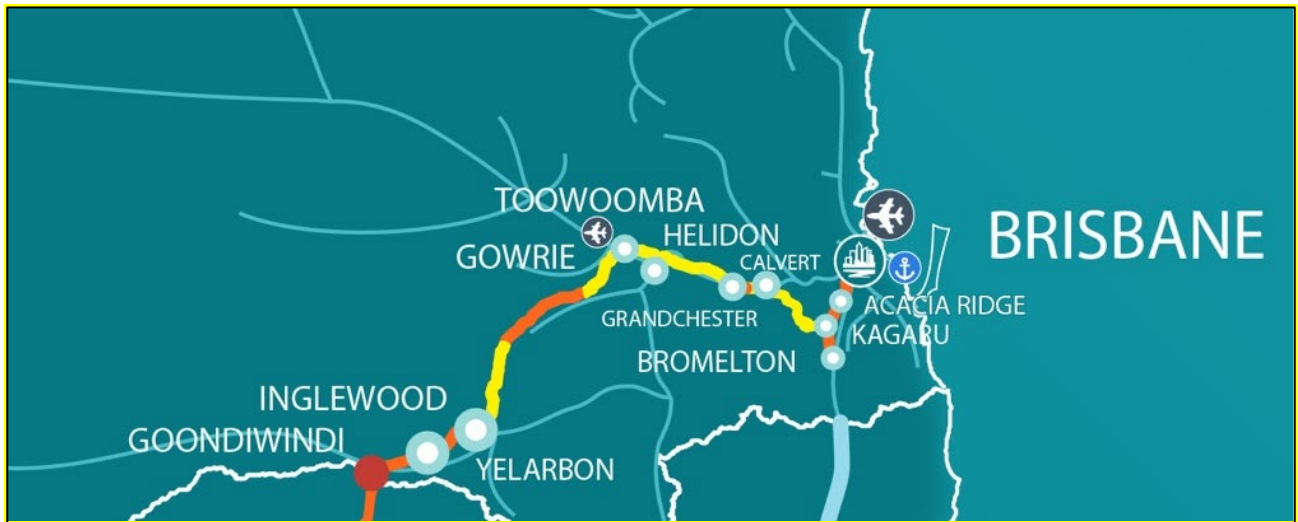 TOOWOOMBA
HELIDON
BRISBANE
GOWRIE
CALVERT
ACACIA RIDGE
GRANDCHESTER
KAGARU
BROMELTON
INGLEWOOD
GOONDIWINDI
YELARBON